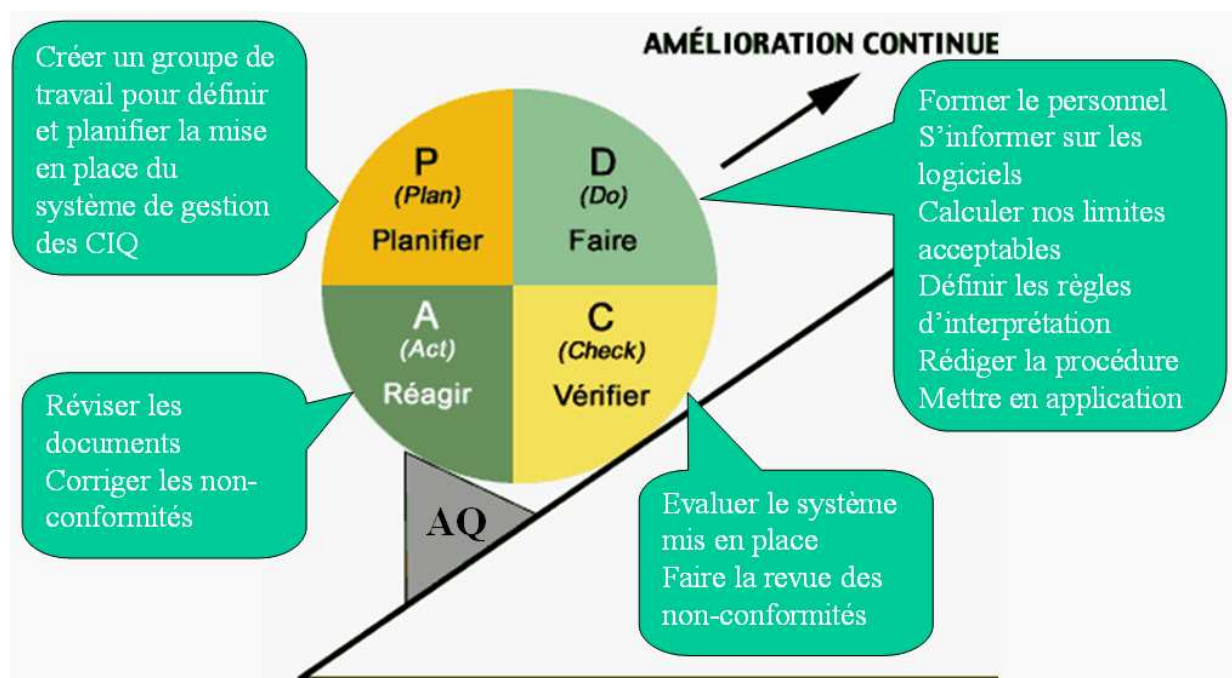 Créer un groupe de
travail pour définir
et planifier la mise
en place du
système de gestion
des CIQ
AMÉLIORATION CONTINUE
P
(Plan)
Planifier
D
(Do)
Faire
Former le personnel
S’informer sur les
logiciels
Calculer nos limites
acceptables
Définir les règles
d’interprétation
Rédiger la procédure
Mettre en application
A
(Act)
Réagir
C
(Check)
Vérifier
Réviser les
documents
Corriger les non-
conformités
AQ
Evaluer le système
mis en place
Faire la revue des
non-conformités